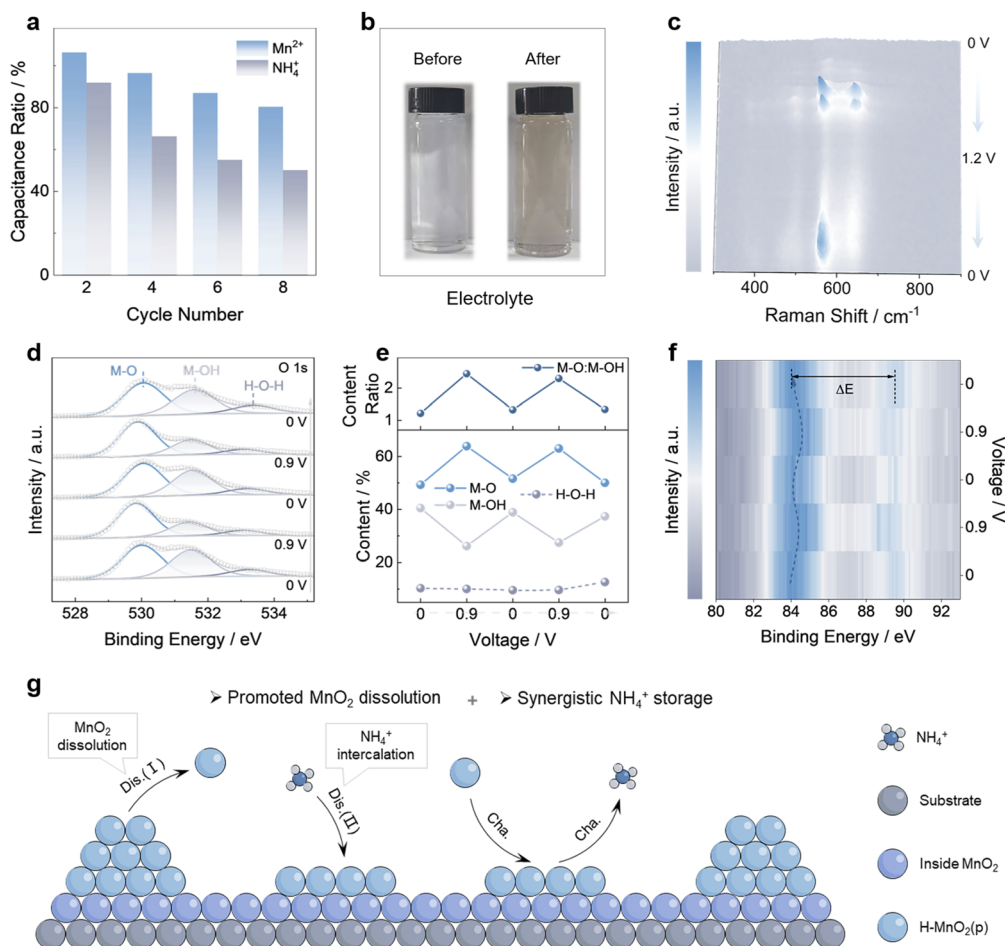 a
Capacitance Ratio / %
80
40
0
Mn²⁺
NH₄⁺
2 4 6 8
Cycle Number
b
Before After
Electrolyte
c
Intensity / a.u.
0 V
1.2 V
0 V
400 600 800
Raman Shift / cm⁻¹
d
Intensity / a.u.
M-O M-OH H-O-H O 1s
0 V
0.9 V
0 V
0.9 V
0 V
528 530 532 534
Binding Energy / eV
e
Content Ratio
2
1
M-O:M-OH
Content / %
60
40
20
M-O
M-OH
H-O-H
0 0.9 0 0.9 0
Voltage / V
f
ΔE
0
0.9
0
0.9
0
Voltage / V
80 82 84 86 88 90 92
Binding Energy / eV
g
➢ Promoted MnO₂ dissolution + ➢ Synergistic NH₄⁺ storage
MnO₂
dissolution
Dis.(I)
NH₄⁺
intercalation
Dis.(II)
Cha.
Cha.
NH₄⁺
Substrate
Inside MnO₂
H-MnO₂(p)